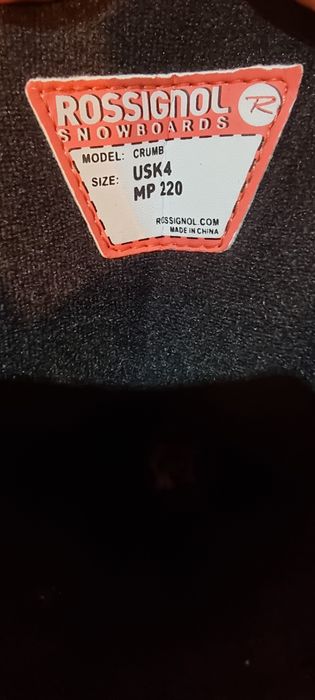 ROSSIGNOL R
SNOWBOARDS
MODEL: CRUMB
SIZE: USK4
MP 220
ROSSIGNOL.COM
MADE IN CHINA